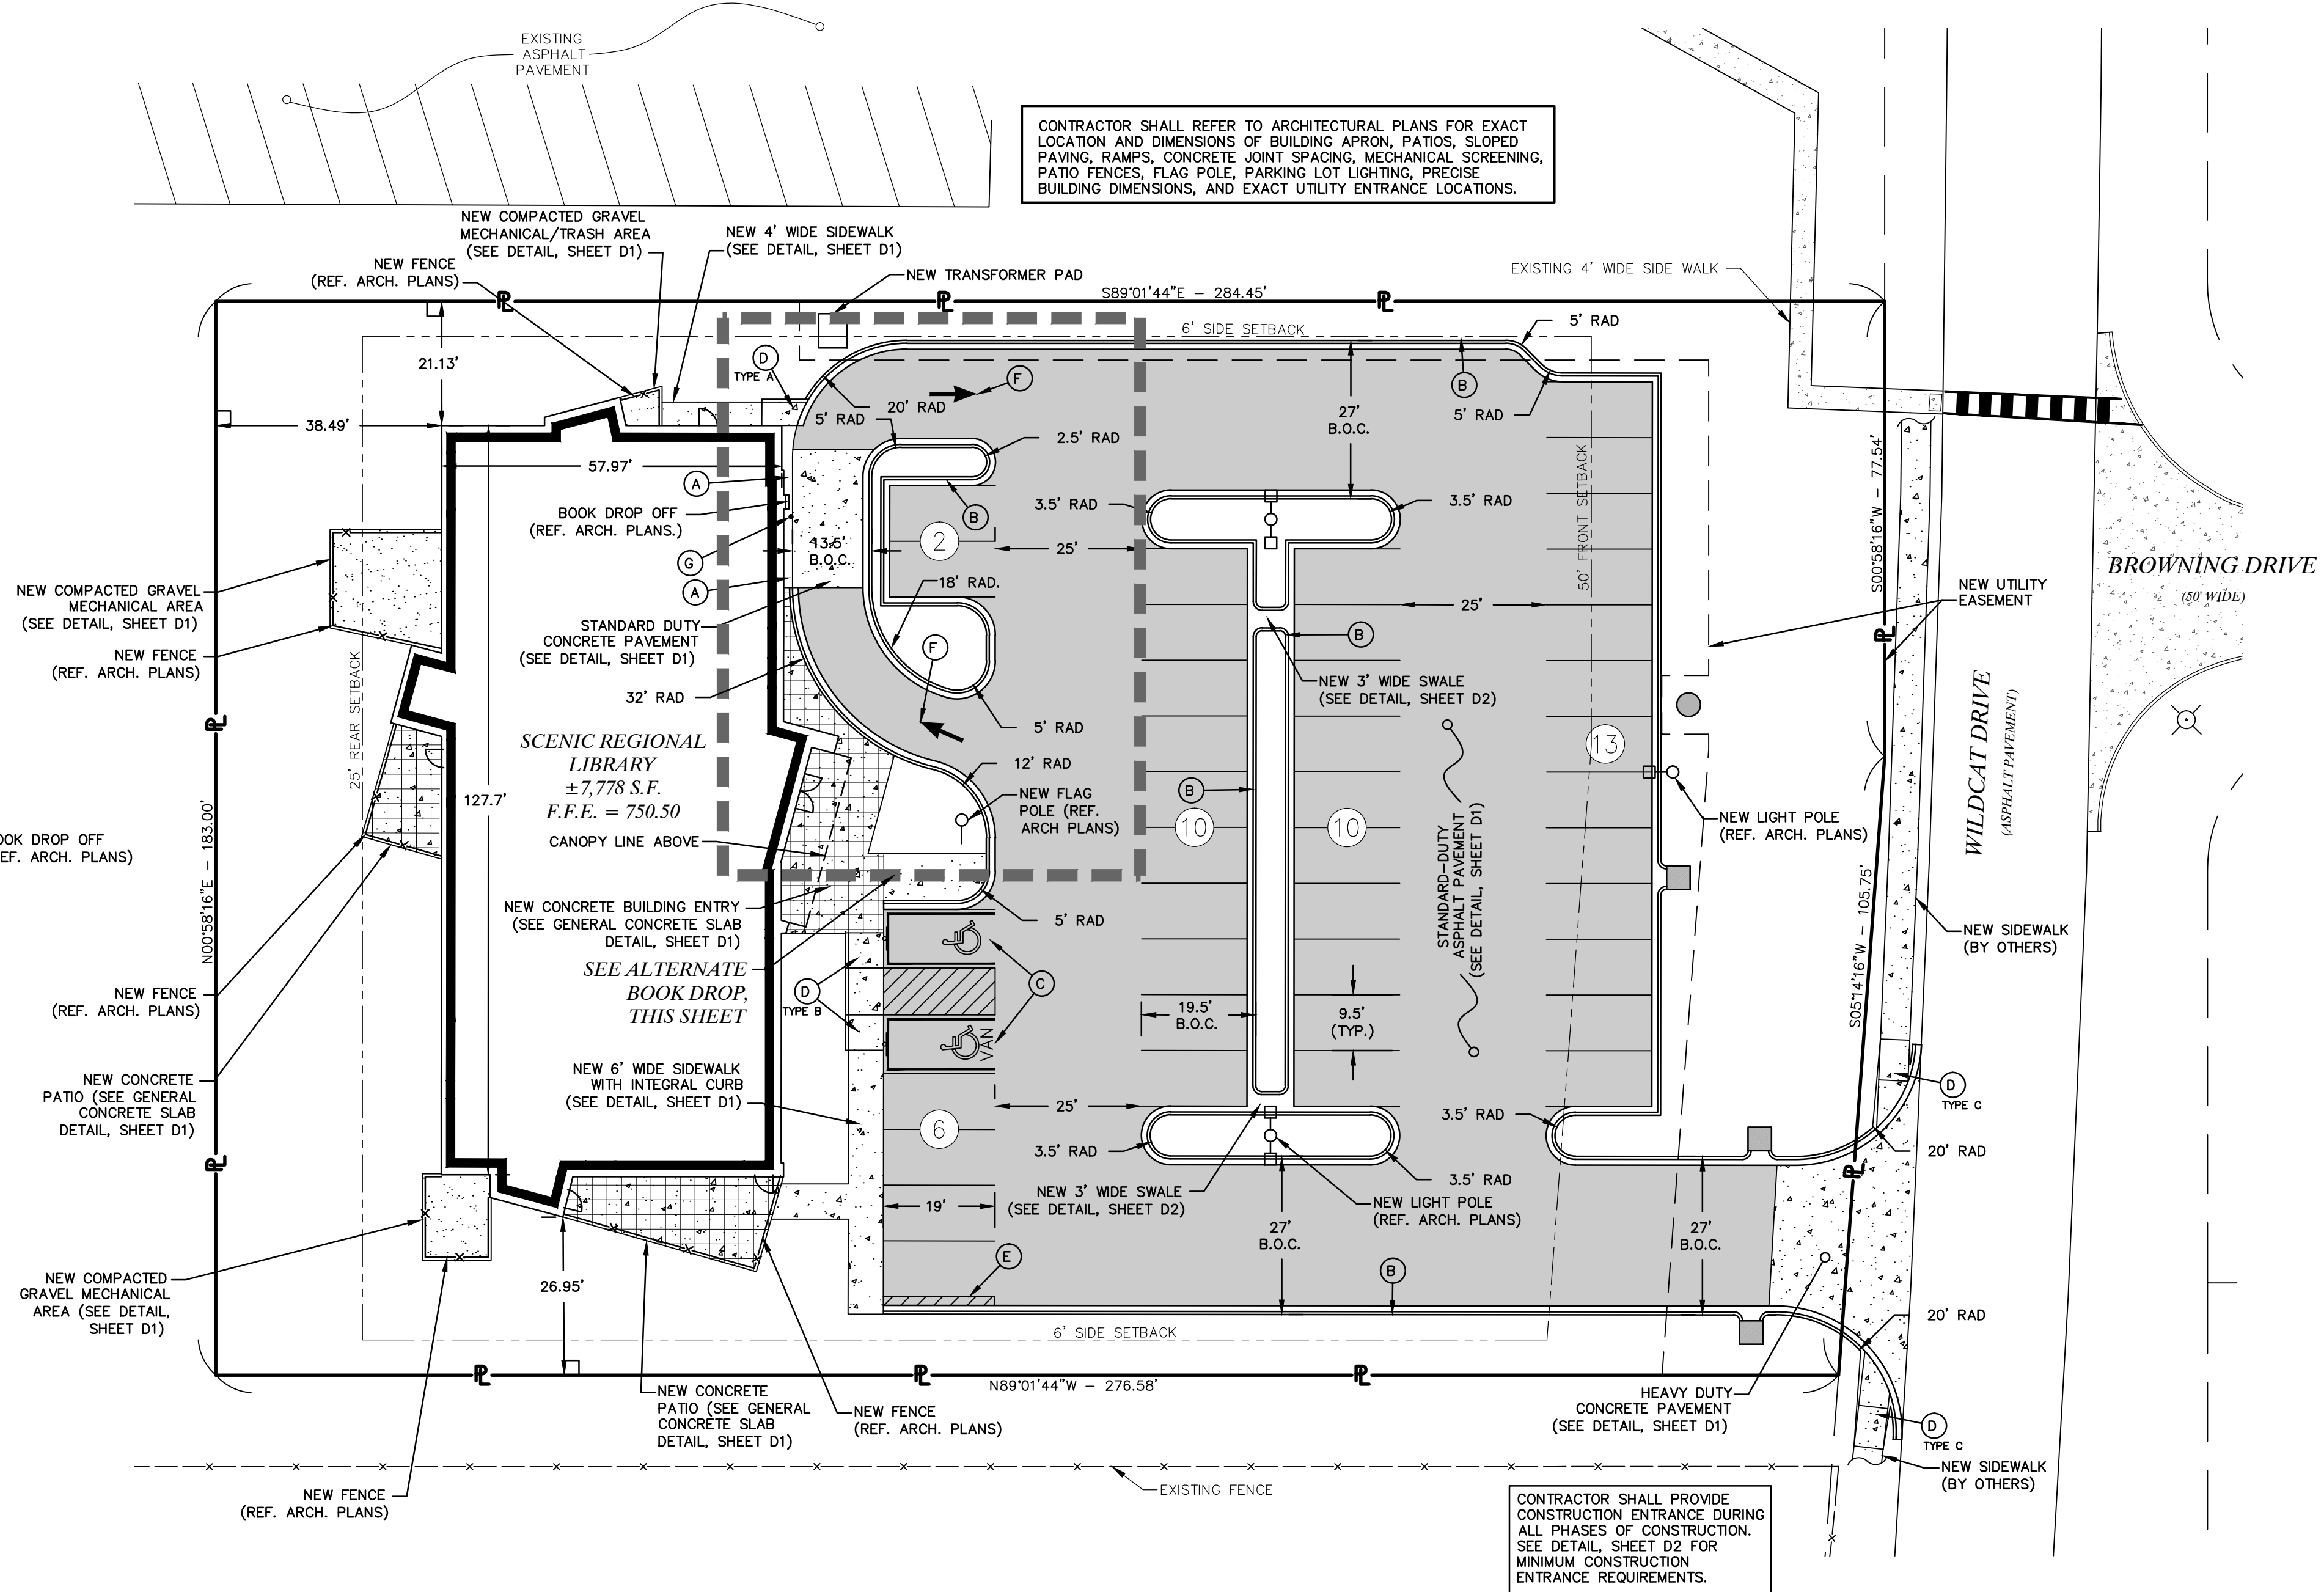 EXISTING
ASPHALT
PAVEMENT
CONTRACTOR SHALL REFER TO ARCHITECTURAL PLANS FOR EXACT
LOCATION AND DIMENSIONS OF BUILDING APRON, PATIOS, SLOPED
PAVING, RAMPS, CONCRETE JOINT SPACING, MECHANICAL SCREENING,
PATIO FENCES, FLAG POLE, PARKING LOT LIGHTING, PRECISE
BUILDING DIMENSIONS, AND EXACT UTILITY ENTRANCE LOCATIONS.
NEW COMPACTED GRAVEL
MECHANICAL/TRASH AREA
(SEE DETAIL, SHEET D1)
NEW 4' WIDE SIDEWALK
(SEE DETAIL, SHEET D1)
NEW FENCE
(REF. ARCH. PLANS)
NEW TRANSFORMER PAD
EXISTING 4' WIDE SIDE WALK
S89°01'44"E – 284.45'
PL
PL
PL
6' SIDE SETBACK
5' RAD
21.13'
D
TYPE A
F
B
20' RAD
5' RAD
27'
B.O.C.
5' RAD
38.49'
2.5' RAD
57.97'
A
3.5' RAD
3.5' RAD
50' FRONT SETBACK
S00°58'16"W – 77.54'
BOOK DROP OFF
(REF. ARCH. PLANS.)
B
2
13.5'
B.O.C.
25'
G
A
18' RAD.
25'
BROWNING DRIVE
(50' WIDE)
NEW UTILITY
EASEMENT
NEW COMPACTED GRAVEL
MECHANICAL AREA
(SEE DETAIL, SHEET D1)
STANDARD DUTY
CONCRETE PAVEMENT
(SEE DETAIL, SHEET D1)
F
B
PL
NEW FENCE
(REF. ARCH. PLANS)
25' REAR SETBACK
32' RAD
NEW 3' WIDE SWALE
(SEE DETAIL, SHEET D2)
5' RAD
PL
SCENIC REGIONAL
LIBRARY
±7,778 S.F.
F.F.E. = 750.50
12' RAD
13
WILDCAT DRIVE
(ASPHALT PAVEMENT)
127.7'
NEW FLAG
POLE (REF.
ARCH PLANS)
B
10
10
NEW LIGHT POLE
(REF. ARCH. PLANS)
CANOPY LINE ABOVE
OOK DROP OFF
EF. ARCH. PLANS)
N00°58'16"E – 183.00'
STANDARD–DUTY
ASPHALT PAVEMENT
(SEE DETAIL, SHEET D1)
S05°14'16"W – 105.75'
NEW CONCRETE BUILDING ENTRY
(SEE GENERAL CONCRETE SLAB
DETAIL, SHEET D1)
5' RAD
NEW SIDEWALK
(BY OTHERS)
SEE ALTERNATE
BOOK DROP,
THIS SHEET
D
TYPE B
C
NEW FENCE
(REF. ARCH. PLANS)
VAN
19.5'
B.O.C.
9.5'
(TYP.)
NEW 6' WIDE SIDEWALK
WITH INTEGRAL CURB
(SEE DETAIL, SHEET D1)
NEW CONCRETE
PATIO (SEE GENERAL
CONCRETE SLAB
DETAIL, SHEET D1)
D
TYPE C
25'
3.5' RAD
6
3.5' RAD
20' RAD
PL
PL
3.5' RAD
19'
NEW 3' WIDE SWALE
(SEE DETAIL, SHEET D2)
NEW LIGHT POLE
(REF. ARCH. PLANS)
27'
B.O.C.
27'
B.O.C.
E
B
26.95'
NEW COMPACTED
GRAVEL MECHANICAL
AREA (SEE DETAIL,
SHEET D1)
6' SIDE SETBACK
20' RAD
PL
PL
PL
N89°01'44"W – 276.58'
NEW CONCRETE
PATIO (SEE GENERAL
CONCRETE SLAB
DETAIL, SHEET D1)
NEW FENCE
(REF. ARCH. PLANS)
HEAVY DUTY
CONCRETE PAVEMENT
(SEE DETAIL, SHEET D1)
D
TYPE C
NEW SIDEWALK
(BY OTHERS)
NEW FENCE
(REF. ARCH. PLANS)
EXISTING FENCE
CONTRACTOR SHALL PROVIDE
CONSTRUCTION ENTRANCE DURING
ALL PHASES OF CONSTRUCTION.
SEE DETAIL, SHEET D2 FOR
MINIMUM CONSTRUCTION
ENTRANCE REQUIREMENTS.